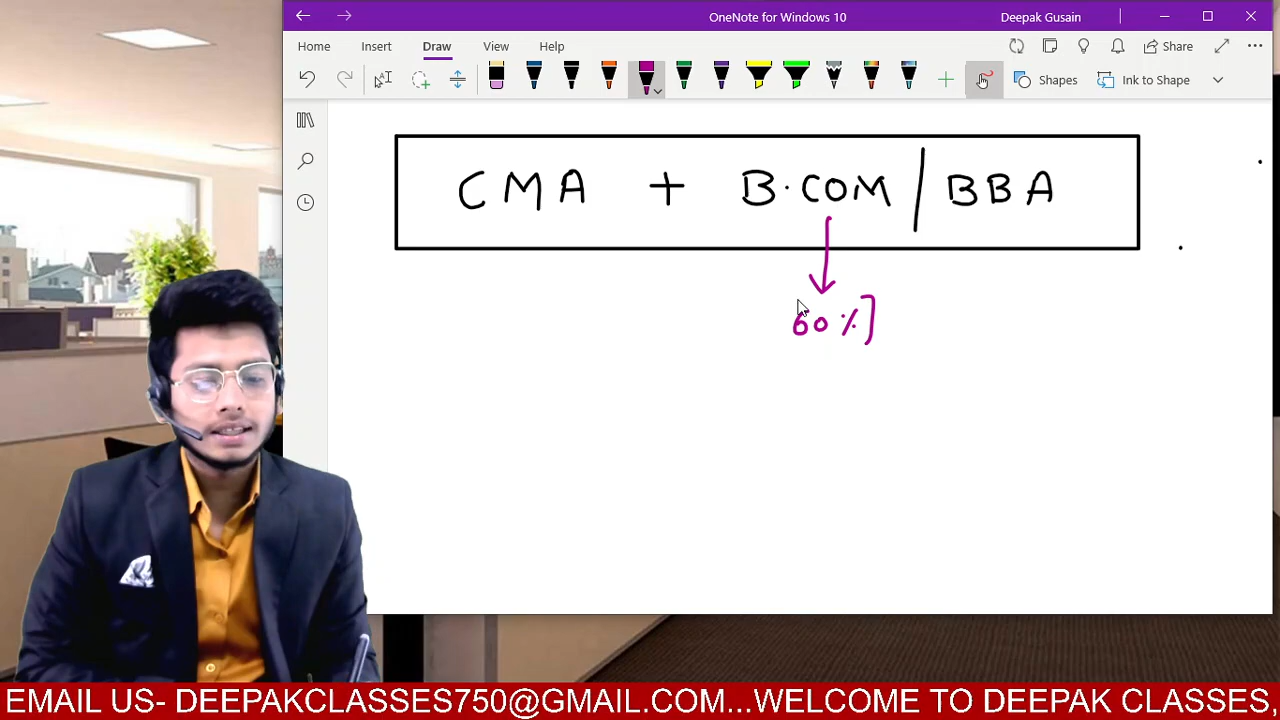 OneNote for Windows 10
Deepak Gusain
Home Insert Draw View Help
Share
Shapes
Ink to Shape
CMA + B.COM / BBA
60%]
EMAIL US- DEEPAKCLASSES750@GMAIL.COM...WELCOME TO DEEPAK CLASSES,